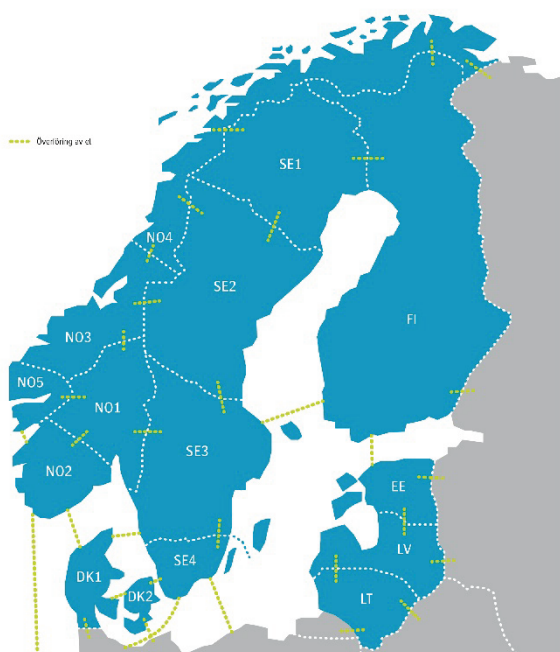 Överföring av el
SE1
NO4
SE2
FI
NO3
NO5
NO1
SE3
NO2
EE
LV
SE4
DK1
DK2
LT